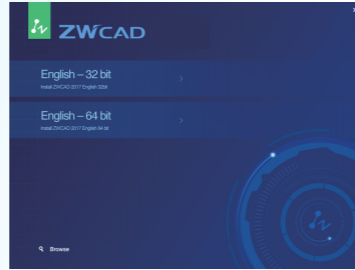 ZWCAD
English – 32 bit
Install ZWCAD 2017 English 32bit
English – 64 bit
Install ZWCAD 2017 English 64 bit
Browse